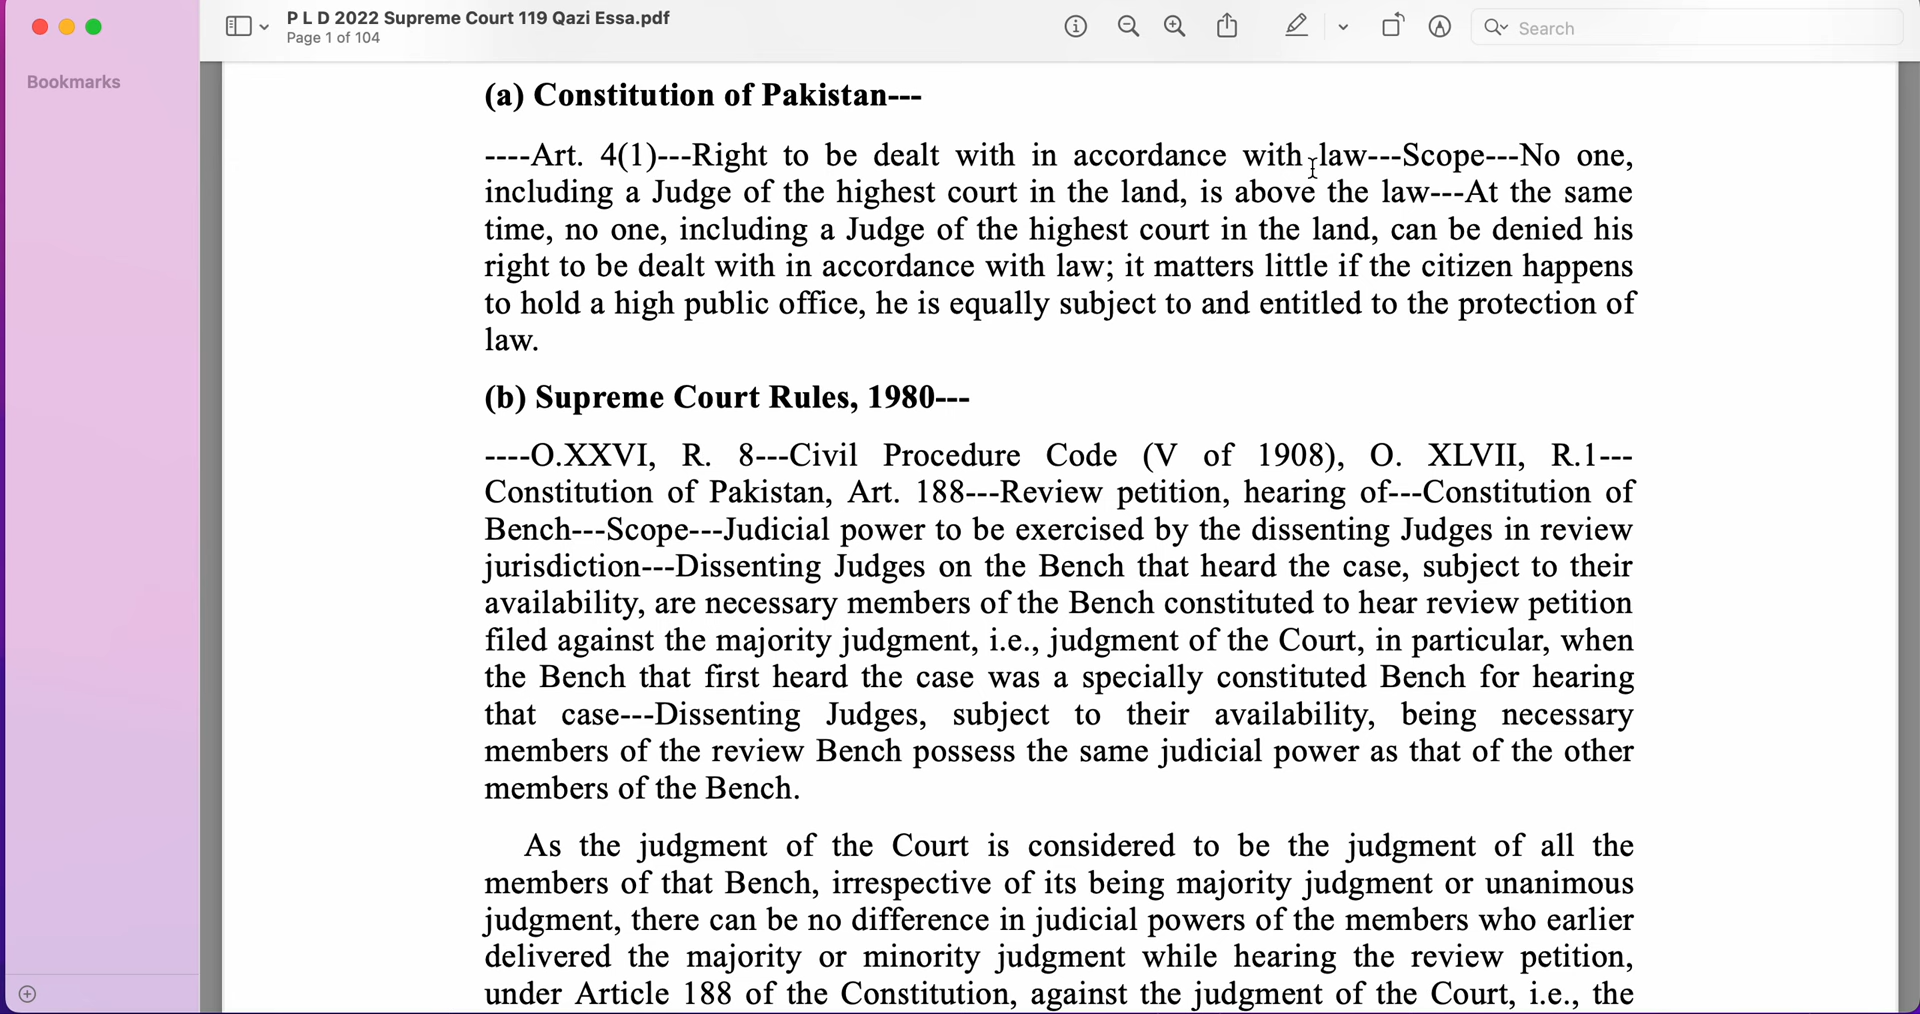 P L D 2022 Supreme Court 119 Qazi Essa.pdf
Page 1 of 104
Search
Bookmarks
(a) Constitution of Pakistan---
----Art. 4(1)---Right to be dealt with in accordance with law---Scope---No one,
including a Judge of the highest court in the land, is above the law---At the same
time, no one, including a Judge of the highest court in the land, can be denied his
right to be dealt with in accordance with law; it matters little if the citizen happens
to hold a high public office, he is equally subject to and entitled to the protection of
law.
(b) Supreme Court Rules, 1980---
----O.XXVI, R. 8---Civil Procedure Code (V of 1908), O. XLVII, R.1---
Constitution of Pakistan, Art. 188---Review petition, hearing of---Constitution of
Bench---Scope---Judicial power to be exercised by the dissenting Judges in review
jurisdiction---Dissenting Judges on the Bench that heard the case, subject to their
availability, are necessary members of the Bench constituted to hear review petition
filed against the majority judgment, i.e., judgment of the Court, in particular, when
the Bench that first heard the case was a specially constituted Bench for hearing
that case---Dissenting Judges, subject to their availability, being necessary
members of the review Bench possess the same judicial power as that of the other
members of the Bench.
As the judgment of the Court is considered to be the judgment of all the
members of that Bench, irrespective of its being majority judgment or unanimous
judgment, there can be no difference in judicial powers of the members who earlier
delivered the majority or minority judgment while hearing the review petition,
under Article 188 of the Constitution, against the judgment of the Court, i.e., the